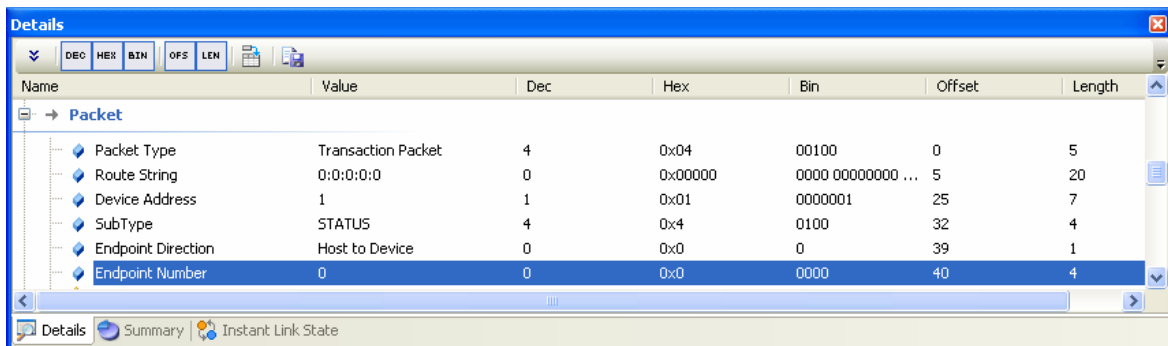 Details
DEC HEX BIN OFS LEN
Name Value Dec Hex Bin Offset Length
Packet
Packet Type Transaction Packet 4 0x04 00100 0 5
Route String 0:0:0:0:0 0 0x00000 0000 00000000 ... 5 20
Device Address 1 1 0x01 0000001 25 7
SubType STATUS 4 0x4 0100 32 4
Endpoint Direction Host to Device 0 0x0 0 39 1
Endpoint Number 0 0 0x0 0000 40 4
Details Summary Instant Link State